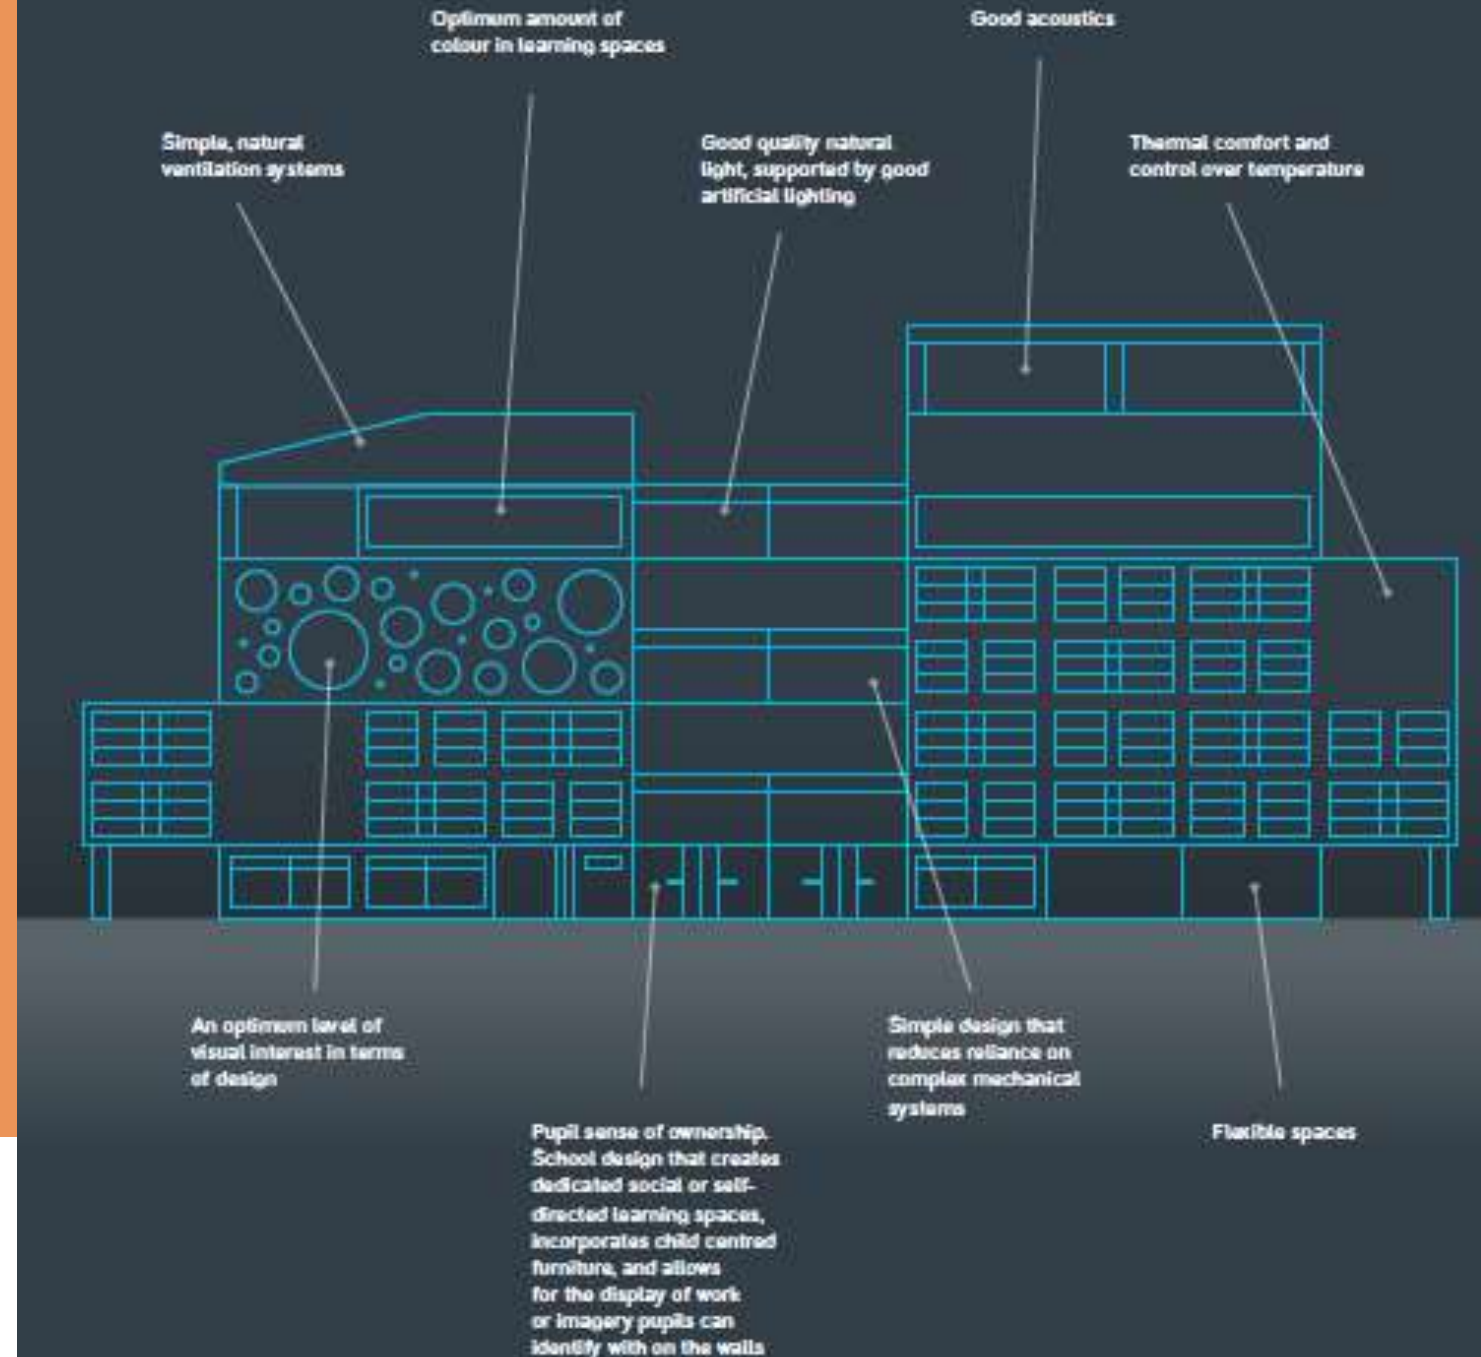 Optimum amount of
colour in learning spaces
Good acoustics
Simple, natural
ventilation systems
Good quality natural
light, supported by good
artificial lighting
Thermal comfort and
control over temperature
An optimum level of
visual interest in terms
of design
Simple design that
reduces reliance on
complex mechanical
systems
Pupil sense of ownership.
School design that creates
dedicated social or self-
directed learning spaces,
incorporates child centred
furniture, and allows
for the display of work
or imagery pupils can
identify with on the walls
Flexible spaces